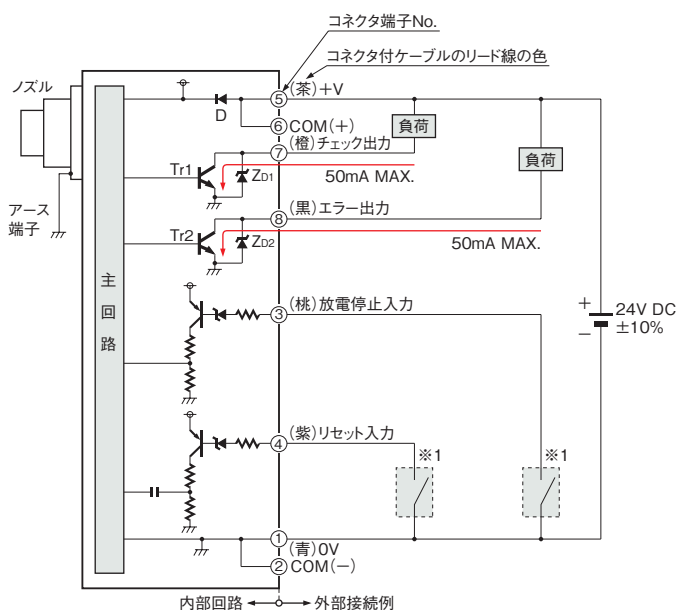 コネクタ端子No.
コネクタ付ケーブルのリード線の色
ノズル
⑤ (茶)+V
D
⑥ COM(+)
負荷
⑦ (橙)チェック出力
負荷
Tr1
ZD1
50mA MAX.
アース
端子
⑧ (黒)エラー出力
Tr2
ZD2
50mA MAX.
主
回
路
③ (桃)放電停止入力
+
−
24V DC
±10%
④ (紫)リセット入力
※1
※1
①
(青)0V
② COM(−)
内部回路
外部接続例